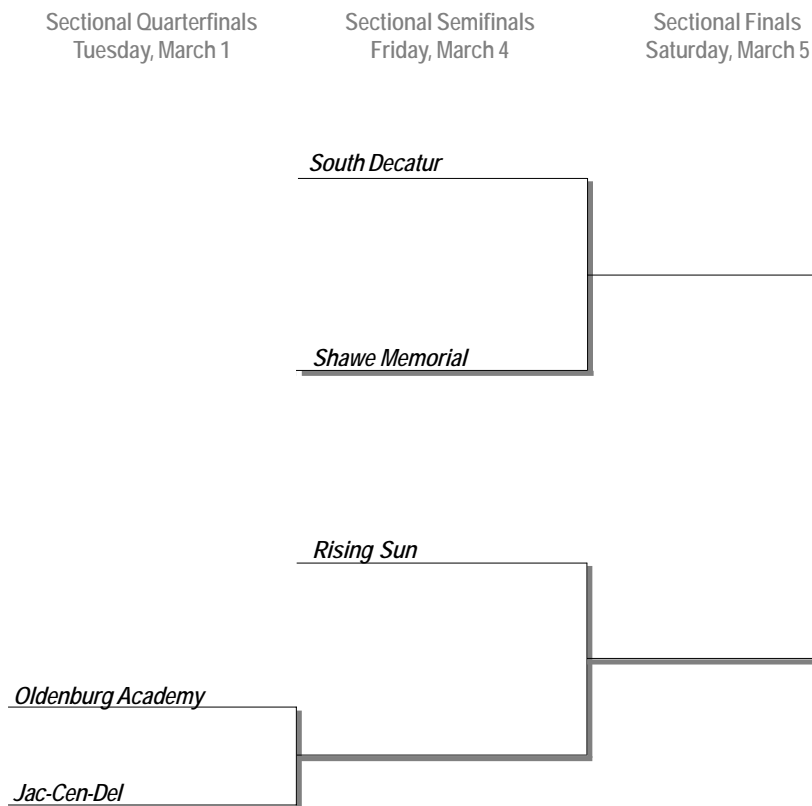 Sectional Quarterfinals
Tuesday, March 1
Sectional Semifinals
Friday, March 4
Sectional Finals
Saturday, March 5
South Decatur
Shawe Memorial
Rising Sun
Oldenburg Academy
Jac-Cen-Del